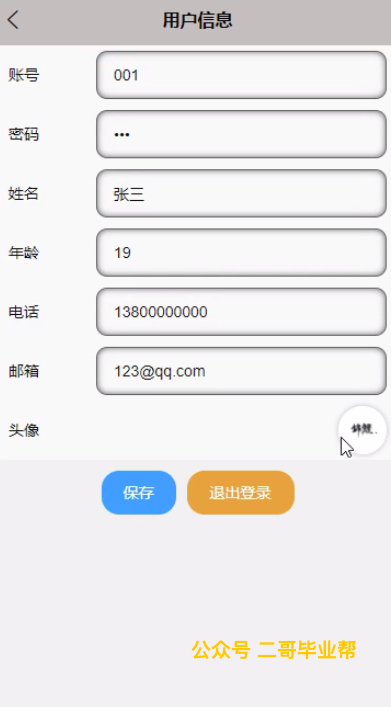 用户信息
账号 001
密码 •••
姓名 张三
年龄 19
电话 13800000000
邮箱 123@qq.com
头像
保存 退出登录
公众号 二哥毕业帮